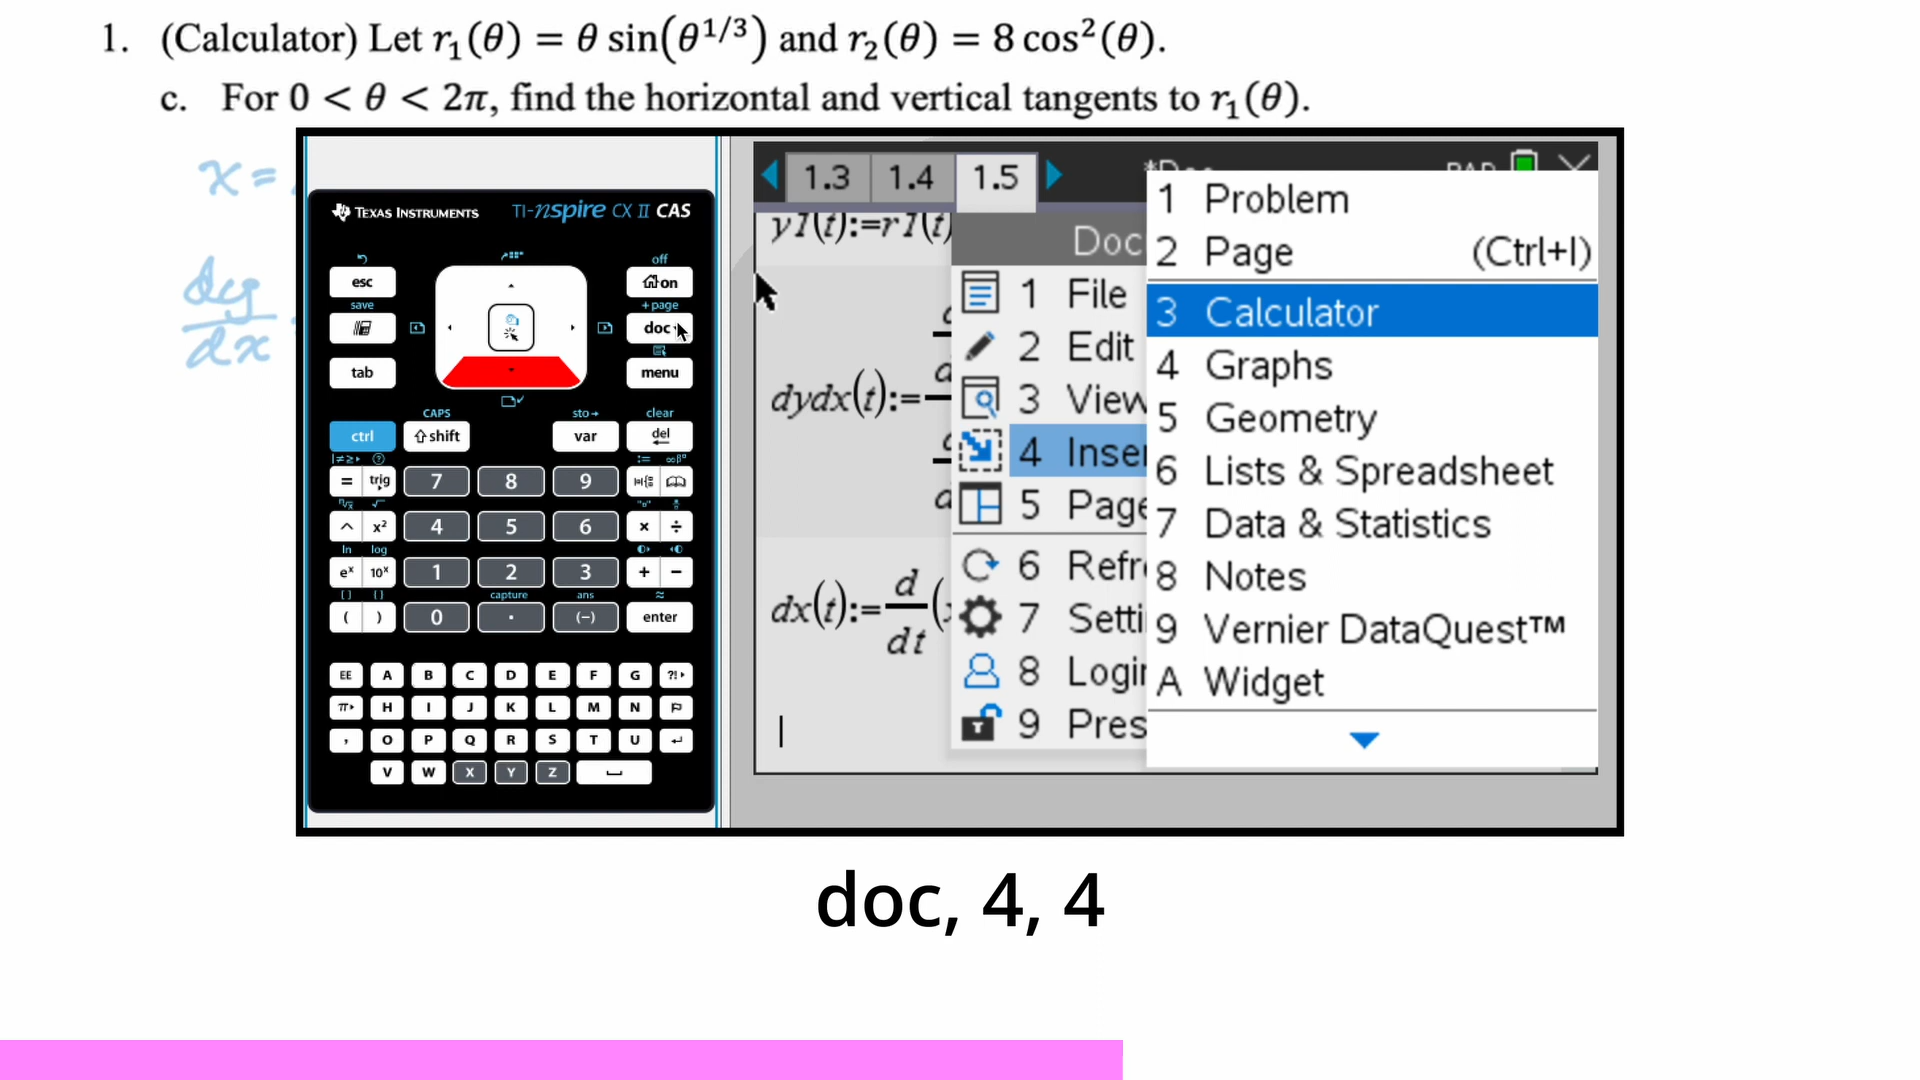 1. (Calculator) Let r₁(θ) = θ sin(θ^{1/3}) and r₂(θ) = 8 cos²(θ).
c. For 0 < θ < 2π, find the horizontal and vertical tangents to r₁(θ).
x =
dy
dx
TEXAS INSTRUMENTS TI-nspire CX II CAS
off
esc on
save + page
doc
tab menu
CAPS sto→ clear
ctrl shift var del
|≠≥▸
= trig 7 8 9
^ x² 4 5 6 × ÷
ln log
eˣ 10ˣ 1 2 3 + −
[ ] { } capture ans ≈
( ) 0 . (−) enter
EE A B C D E F G ?!▸
π▸ H I J K L M N
, O P Q R S T U ↵
V W X Y Z
1.3 1.4 1.5
y1(t):=r1(t)
dydx(t):=
dx(t):=d/dt(
Doc
1 File
2 Edit
3 View
4 Inse
5 Page
6 Refr
7 Setti
8 Login
9 Pres
1 Problem
2 Page (Ctrl+I)
3 Calculator
4 Graphs
5 Geometry
6 Lists & Spreadsheet
7 Data & Statistics
8 Notes
9 Vernier DataQuest™
A Widget
doc, 4, 4